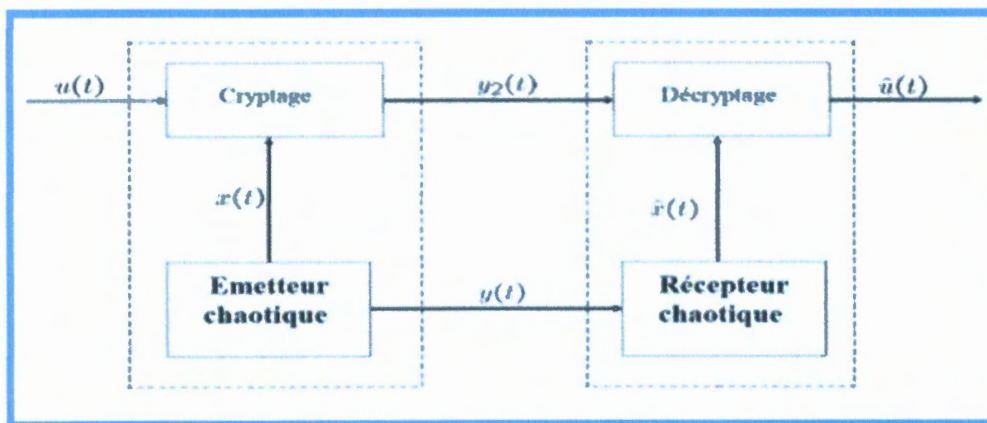 u(t)
Cryptage
y₂(t)
Décryptage
û(t)
x(t)
x̂(t)
Emetteur
chaotique
y(t)
Récepteur
chaotique